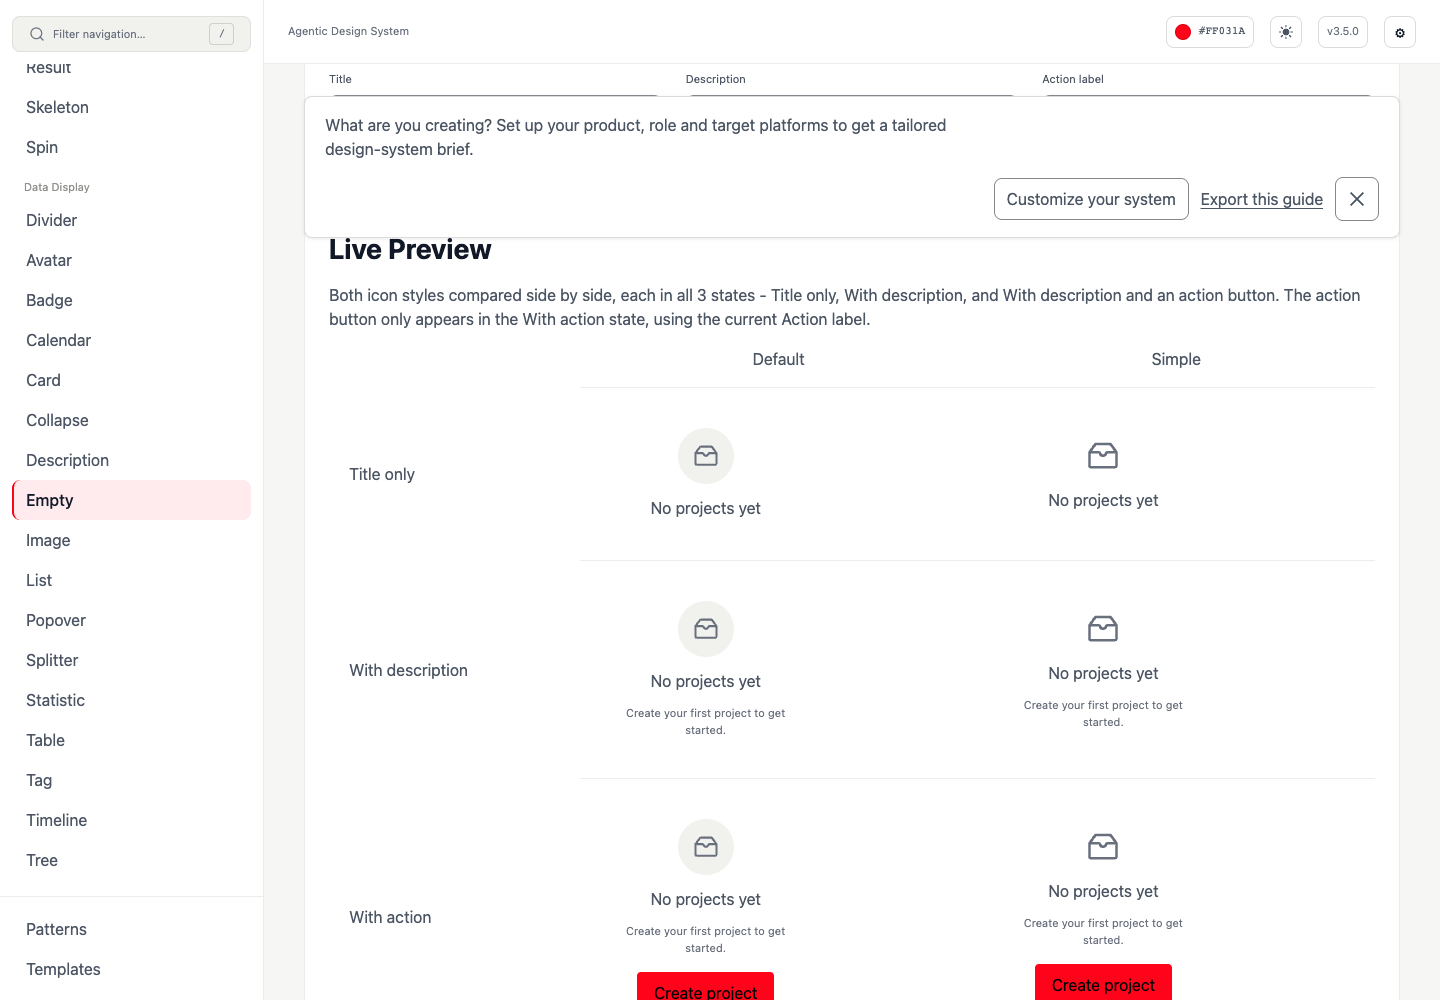 Filter navigation...
/
Result
Skeleton
Spin
Data Display
Divider
Avatar
Badge
Calendar
Card
Collapse
Description
Empty
Image
List
Popover
Splitter
Statistic
Table
Tag
Timeline
Tree
Patterns
Templates
Agentic Design System
#FF031A
v3.5.0
Title
Description
Action label
What are you creating? Set up your product, role and target platforms to get a tailored
design-system brief.
Customize your system
Export this guide
Live Preview
Both icon styles compared side by side, each in all 3 states - Title only, With description, and With description and an action button. The action
button only appears in the With action state, using the current Action label.
Default
Simple
Title only
No projects yet
No projects yet
With description
No projects yet
Create your first project to get
started.
No projects yet
Create your first project to get
started.
With action
No projects yet
Create your first project to get
started.
Create project
No projects yet
Create your first project to get
started.
Create project